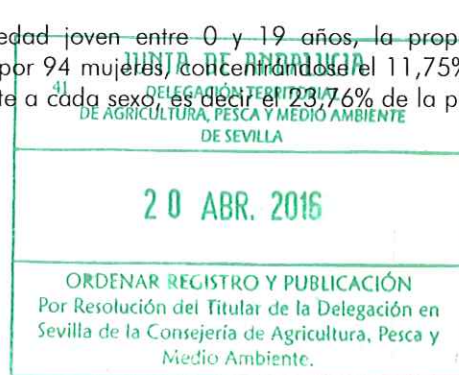 edad joven entre 0 y 19 años, la prop
por 94 mujeres, concentrándose el 11,75%
te a cada sexo, es decir el 23,76% de la p
JUNTA DE ANDALUCIA
41 DELEGACIÓN TERRITORIAL
DE AGRICULTURA, PESCA Y MEDIO AMBIENTE
DE SEVILLA
20 ABR. 2016
ORDENAR REGISTRO Y PUBLICACIÓN
Por Resolución del Titular de la Delegación en
Sevilla de la Consejería de Agricultura, Pesca y
Medio Ambiente.